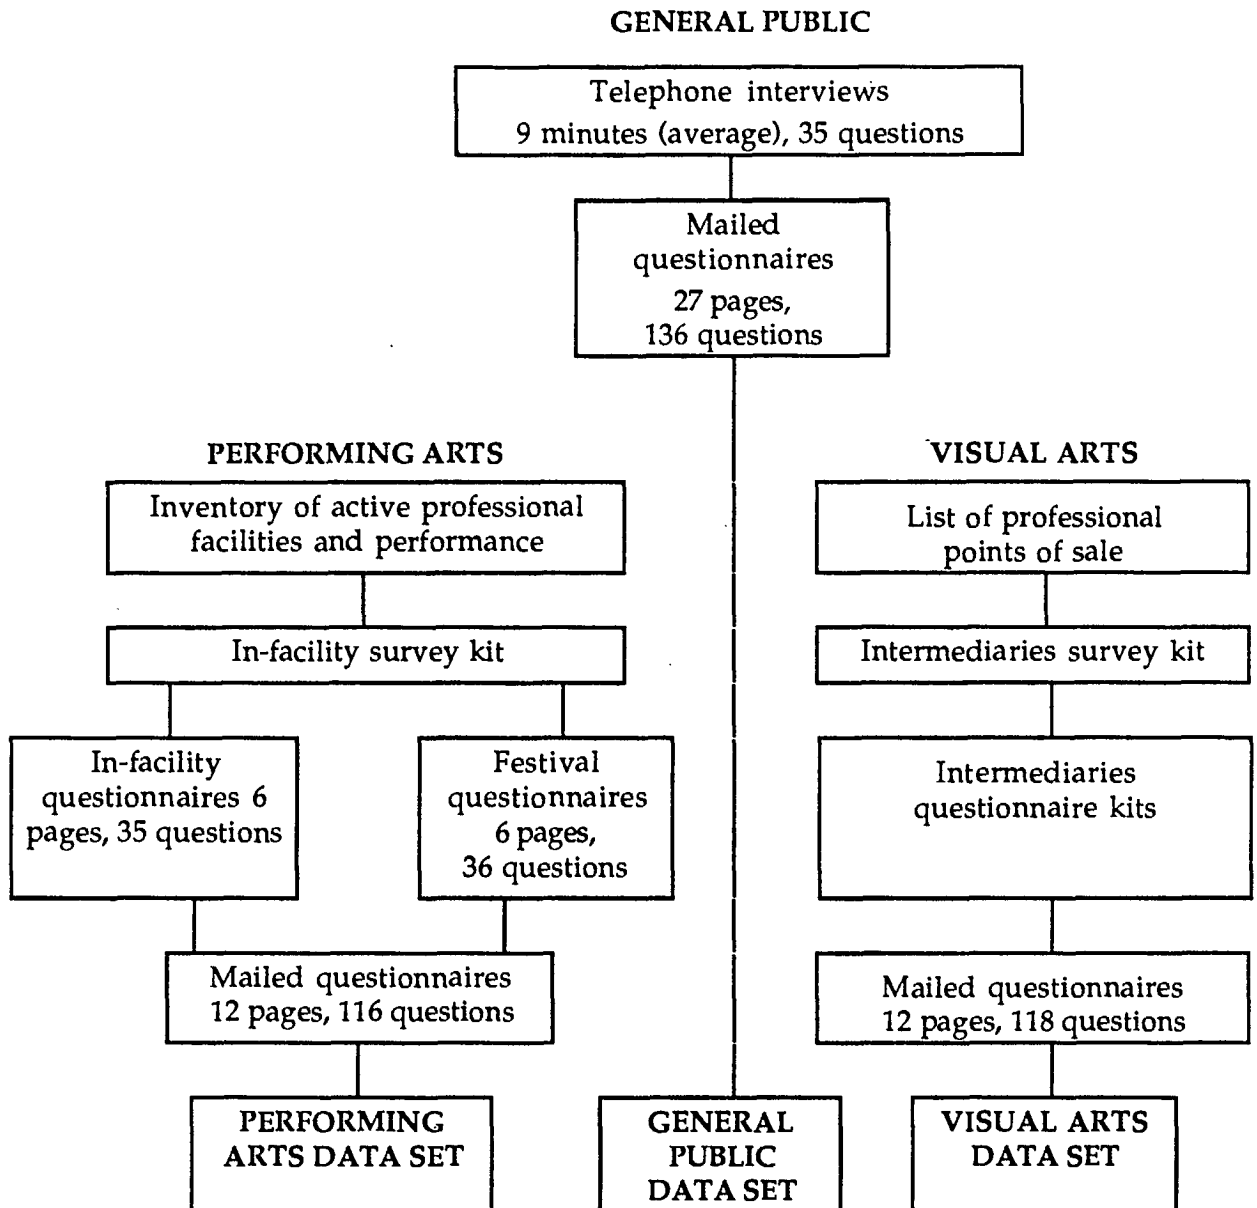 GENERAL PUBLIC
Telephone interviews
9 minutes (average), 35 questions
Mailed
questionnaires
27 pages,
136 questions
PERFORMING ARTS
Inventory of active professional
facilities and performance
In-facility survey kit
In-facility
questionnaires 6
pages, 35 questions
Festival
questionnaires
6 pages,
36 questions
Mailed questionnaires
12 pages, 116 questions
PERFORMING
ARTS DATA SET
GENERAL
PUBLIC
DATA SET
VISUAL ARTS
List of professional
points of sale
Intermediaries survey kit
Intermediaries
questionnaire kits
Mailed questionnaires
12 pages, 118 questions
VISUAL ARTS
DATA SET